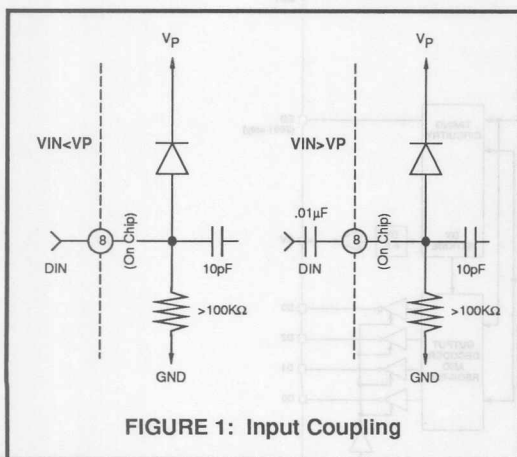 VP
VP
VIN<VP
VIN>VP
.01µF
8
8
(On Chip)
(On Chip)
DIN
DIN
10pF
10pF
>100KΩ
>100KΩ
GND
GND
FIGURE 1: Input Coupling